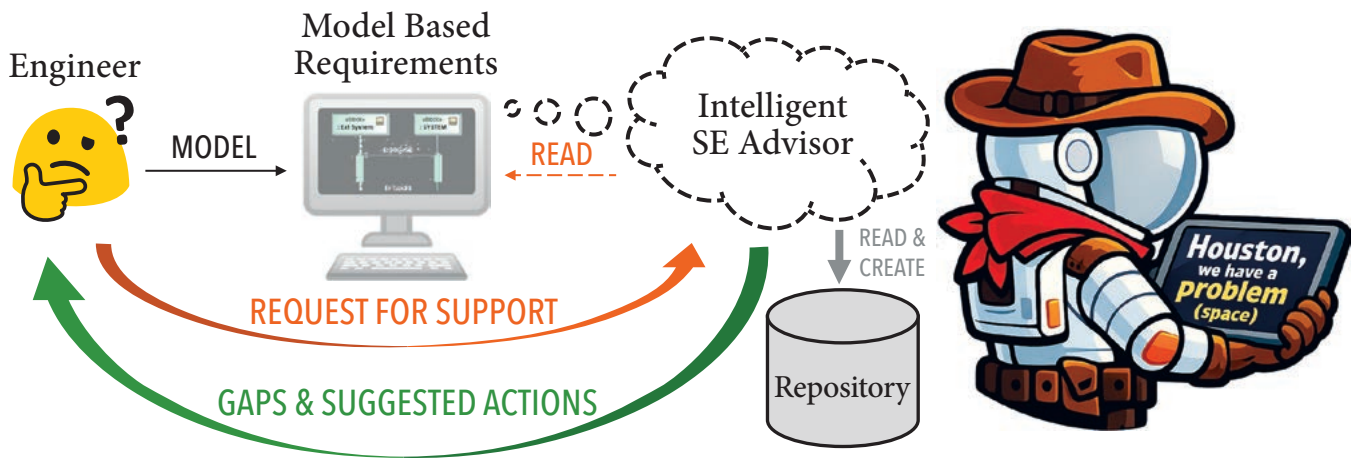 Engineer
?
MODEL
Model Based
Requirements
READ
Intelligent
SE Advisor
READ &
CREATE
REQUEST FOR SUPPORT
GAPS & SUGGESTED ACTIONS
Repository
Houston,
we have a
problem
(space)